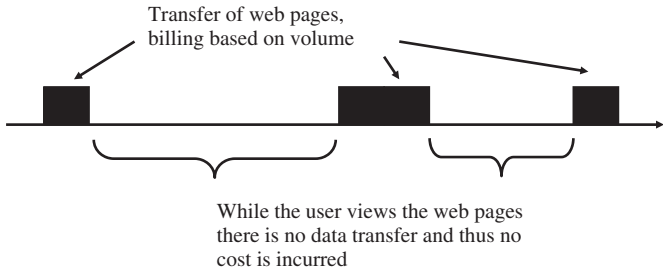 Transfer of web pages,
billing based on volume
While the user views the web pages
there is no data transfer and thus no
cost is incurred